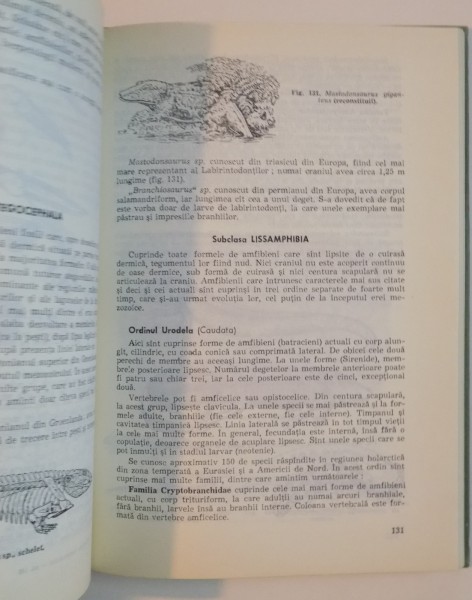 Fig. 131. Mastodonsaurus gigan-
teus (reconstituit).
Mastodonsaurus sp. cunoscut din triasicul din Europa, fiind cel mai
mare reprezentant al Labirintodonților ; numai craniul avea circa 1,25 m
lungime (fig. 131).
„Branchiosaurus" sp. cunoscut din permianul din Europa, avea corpul
salamandriform, iar lungimea cît cea a unui deget. S-a dovedit că de fapt
este vorba doar de larve de labirintodonți, la care unele exemplare mai
păstrau și impresiile branhiilor.
Subclasa LISSAMPHIBIA
Cuprinde toate formele de amfibieni care sînt lipsite de o cuirasă
dermică, tegumentul lor fiind nud. Nici craniul nu este acoperit continuu
de oase dermice, sub formă de cuirasă și nici centura scapulară nu se
articulează la craniu. Amfibienii care întrunesc caracterele mai sus citate
și deci și cei actuali sînt cuprinși în trei ordine separate de foarte mult
timp, care și-au urmat evoluția lor, cel puțin de la începutul erei me-
zozoice.
Ordinul Urodela (Caudata)
Aici sînt cuprinse forme de amfibieni (batracieni) actuali cu corp alun-
git, cilindric, cu coada conică sau comprimată lateral. De obicei cele două
perechi de membre au aceeași lungime. La unele forme (Sirenide), mem-
brele posterioare lipsesc. Numărul degetelor la membrele anterioare poate
fi patru sau chiar trei, iar la cele posterioare este de cinci, excepțional
două.
Vertebrele pot fi amficelice sau opistocelice. Din centura scapulară,
la acest grup, lipsește clavicula. La unele specii se mai păstrează și la for-
mele adulte, branhiile (fie cele externe, fie cele interne). Timpanul și
cavitatea timpanică lipsesc. Linia laterală se păstrează în tot timpul vieții
la cele mai multe forme. În general, fecundația este internă, însă fără o
copulație, deoarece organele de acuplare lipsesc. Sînt unele specii care se
pot înmulți și în stadiul larvar (neotenie).
Se cunosc aproximativ 150 de specii răspîndite în regiunea holarctică
din zona temperată a Eurasiei și a Americii de Nord. În acest ordin sînt
cuprinse mai multe familii, dintre care amintim următoarele :
Familia Cryptobranchidae cuprinde cele mai mari forme de amfibieni
actuali, cu corp trituriform, la care adulții au numai arcuri branhiale,
fără branhii, larvele însă au branhii interne. Coloana vertebrală este for-
mată din vertebre amficelice.
131
sp., schelet.